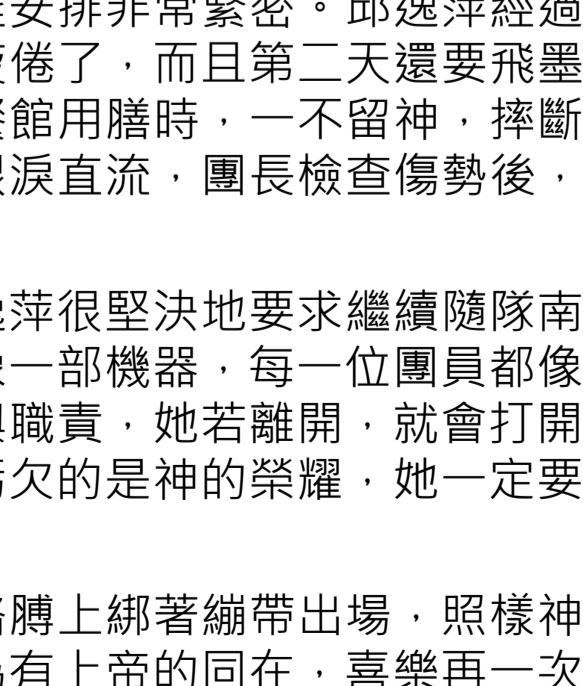 安排非常緊密。邱逸萍經過
倦了，而且第二天還要飛墨
館用膳時，一不留神，摔斷
淚直流，團長檢查傷勢後，
萍很堅決地要求繼續隨隊南
一部機器，每一位團員都像
職責，她若離開，就會打開
欠的是神的榮耀，她一定要
膊上綁著繃帶出場，照樣神
有上帝的同在，喜樂再一次